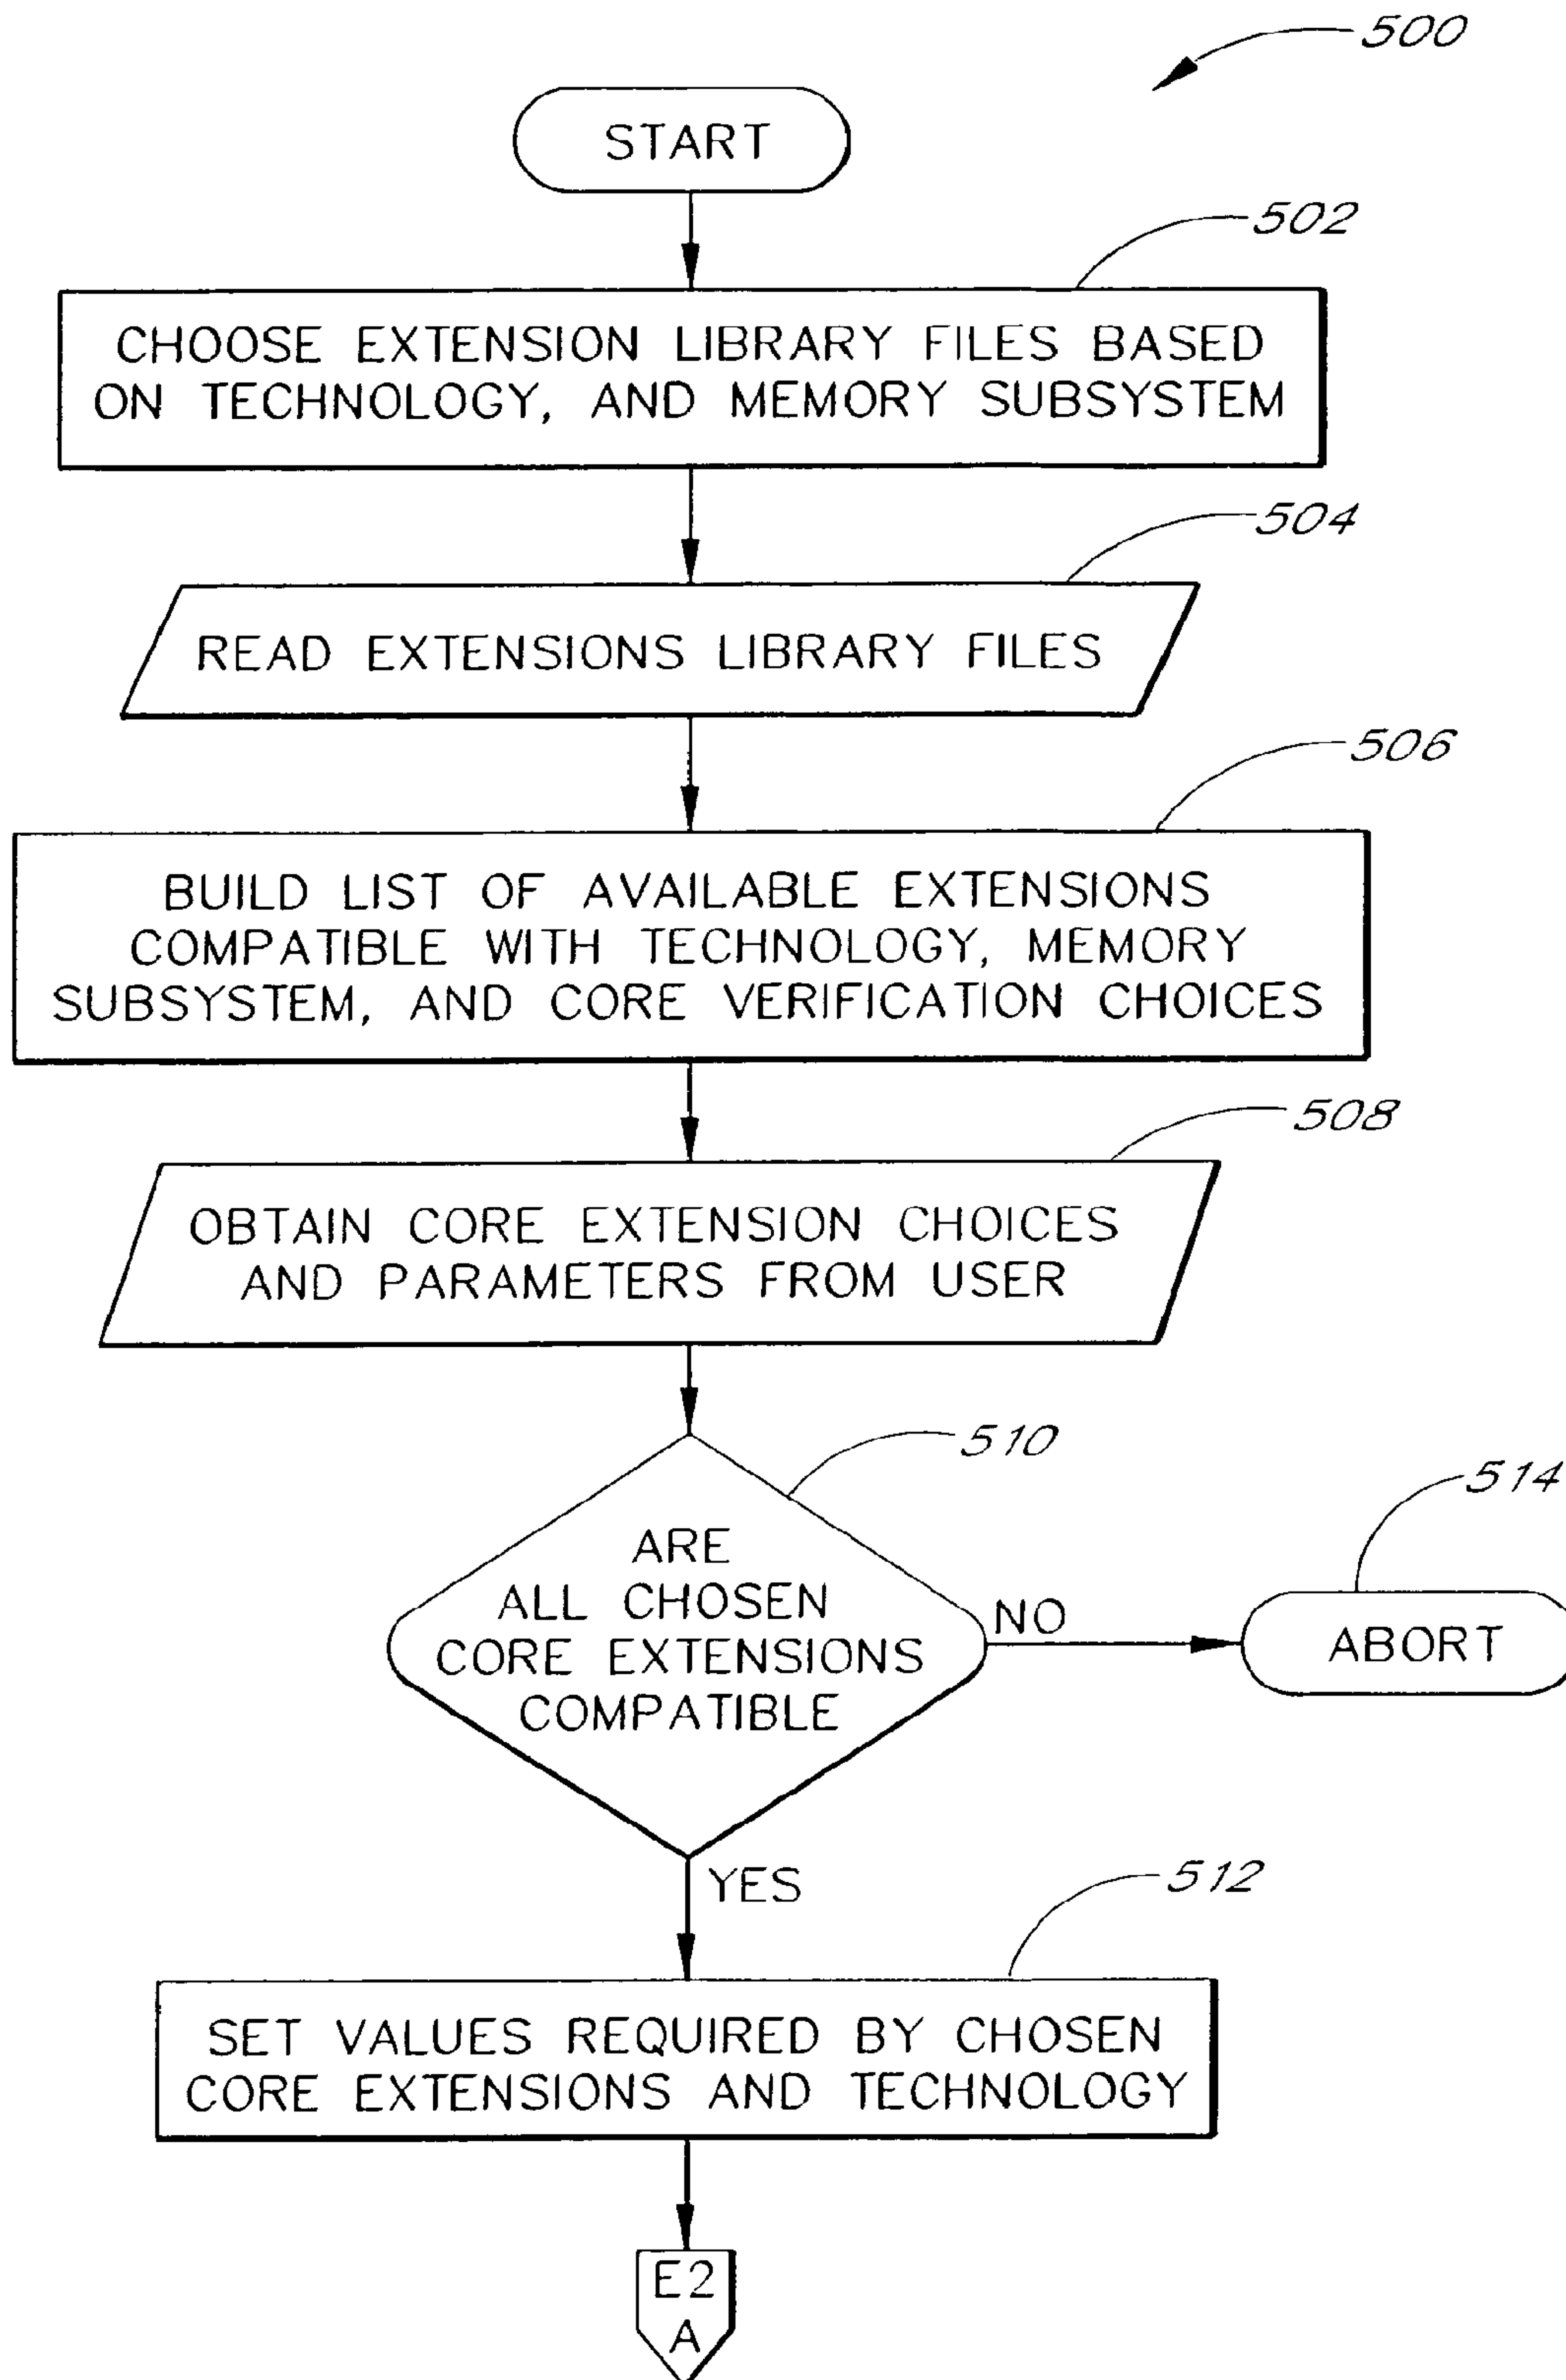 500
START
502
CHOOSE EXTENSION LIBRARY FILES BASED
ON TECHNOLOGY, AND MEMORY SUBSYSTEM
504
READ EXTENSIONS LIBRARY FILES
506
BUILD LIST OF AVAILABLE EXTENSIONS
COMPATIBLE WITH TECHNOLOGY, MEMORY
SUBSYSTEM, AND CORE VERIFICATION CHOICES
508
OBTAIN CORE EXTENSION CHOICES
AND PARAMETERS FROM USER
510
514
ARE
ALL CHOSEN
CORE EXTENSIONS
COMPATIBLE
NO
ABORT
YES
512
SET VALUES REQUIRED BY CHOSEN
CORE EXTENSIONS AND TECHNOLOGY
E2
A